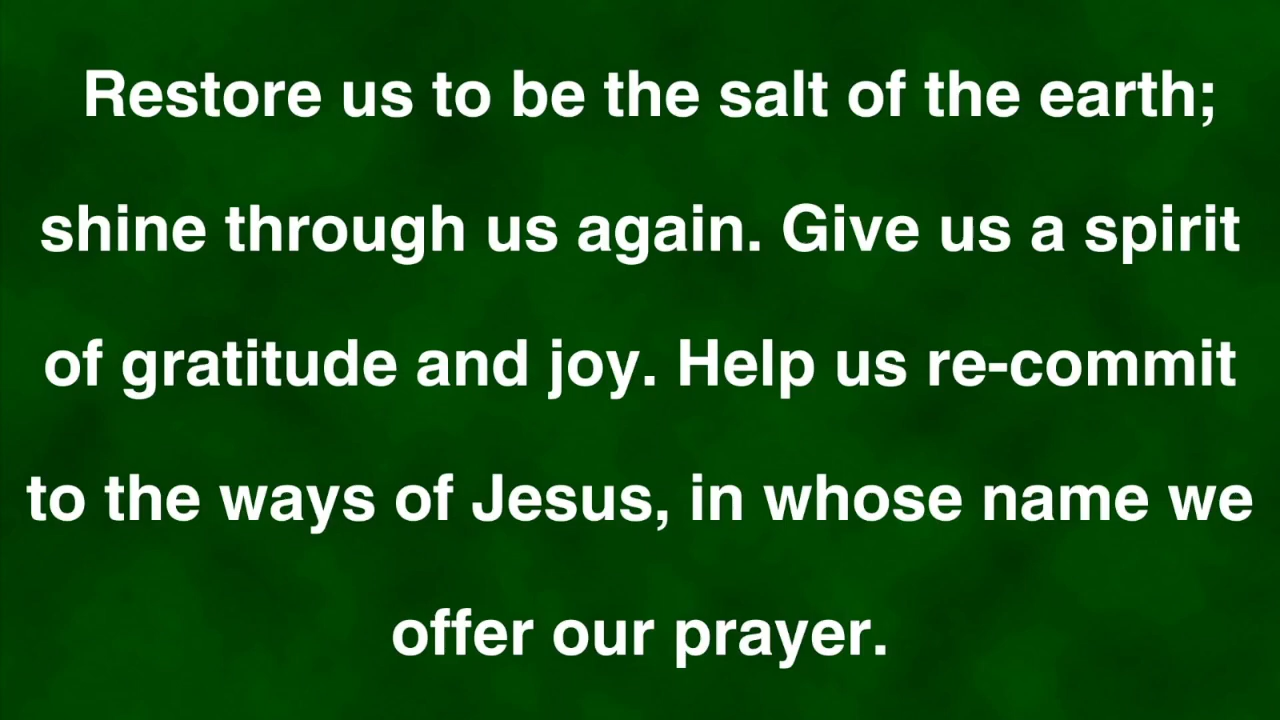 Restore us to be the salt of the earth;
shine through us again. Give us a spirit
of gratitude and joy. Help us re-commit
to the ways of Jesus, in whose name we
offer our prayer.